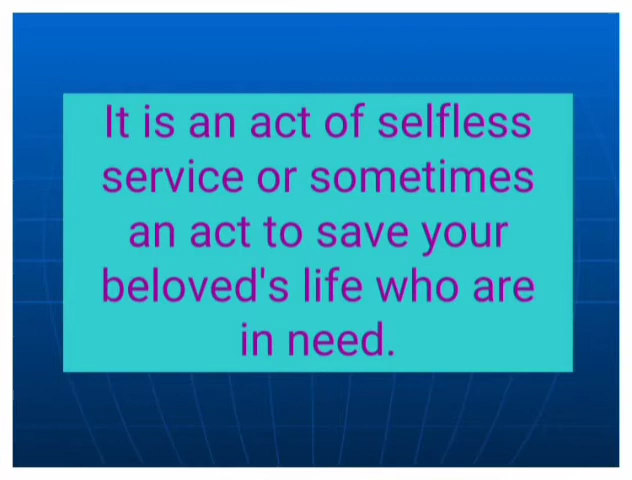 It is an act of selfless
service or sometimes
an act to save your
beloved's life who are
in need.